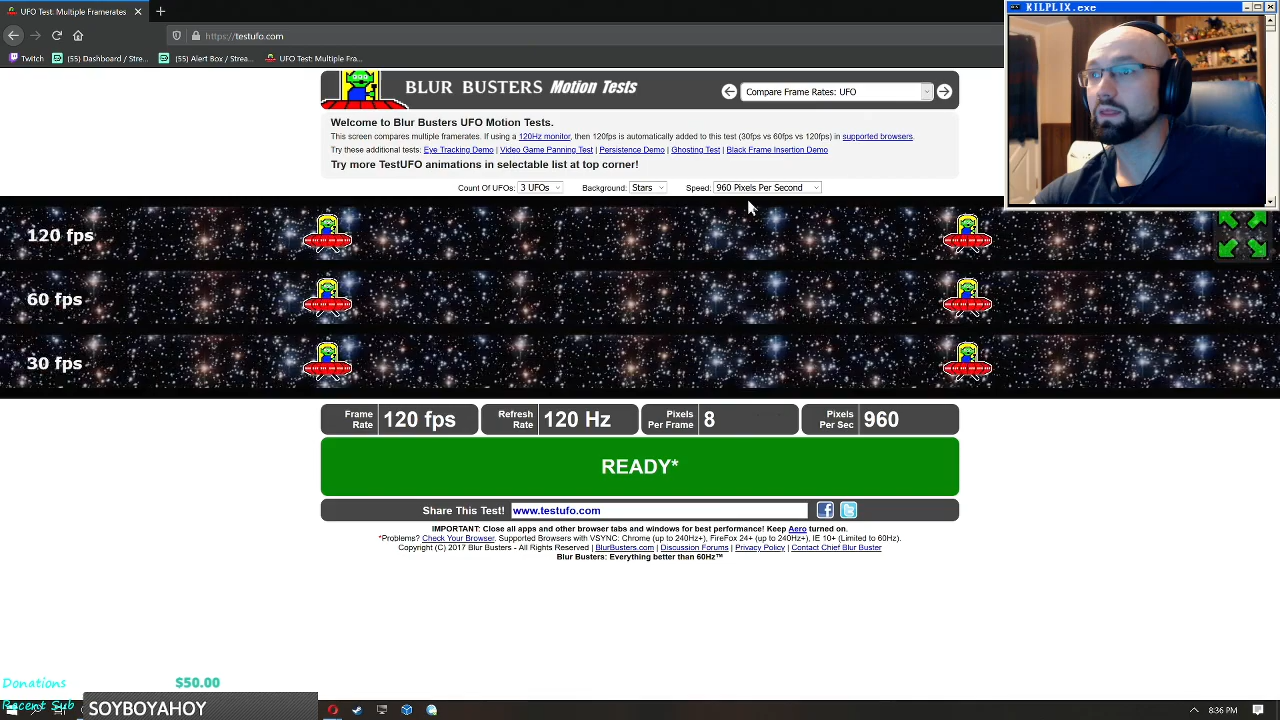 UFO Test: Multiple Framerates
KILPLIX.exe
https://testufo.com
Twitch
(55) Dashboard / Stre...
(55) Alert Box / Strea...
UFO Test: Multiple Fra...
BLUR BUSTERS Motion Tests
Compare Frame Rates: UFO
Welcome to Blur Busters UFO Motion Tests.
This screen compares multiple framerates. If using a 120Hz monitor, then 120fps is automatically added to this test (30fps vs 60fps vs 120fps) in supported browsers.
Try these additional tests: Eye Tracking Demo | Video Game Panning Test | Persistence Demo | Ghosting Test | Black Frame Insertion Demo
Try more TestUFO animations in selectable list at top corner!
Count Of UFOs: 3 UFOs Background: Stars Speed: 960 Pixels Per Second
120 fps
60 fps
30 fps
Frame Rate 120 fps
Refresh Rate 120 Hz
Pixels Per Frame 8
Pixels Per Sec 960
READY*
Share This Test! www.testufo.com
IMPORTANT: Close all apps and other browser tabs and windows for best performance! Keep Aero turned on.
*Problems? Check Your Browser. Supported Browsers with VSYNC: Chrome (up to 240Hz+), FireFox 24+ (up to 240Hz+), IE 10+ (Limited to 60Hz).
Copyright (C) 2017 Blur Busters - All Rights Reserved | BlurBusters.com | Discussion Forums | Privacy Policy | Contact Chief Blur Buster
Blur Busters: Everything better than 60Hz™
Donations $50.00
Recent Sub SOYBOYAHOY
8:36 PM